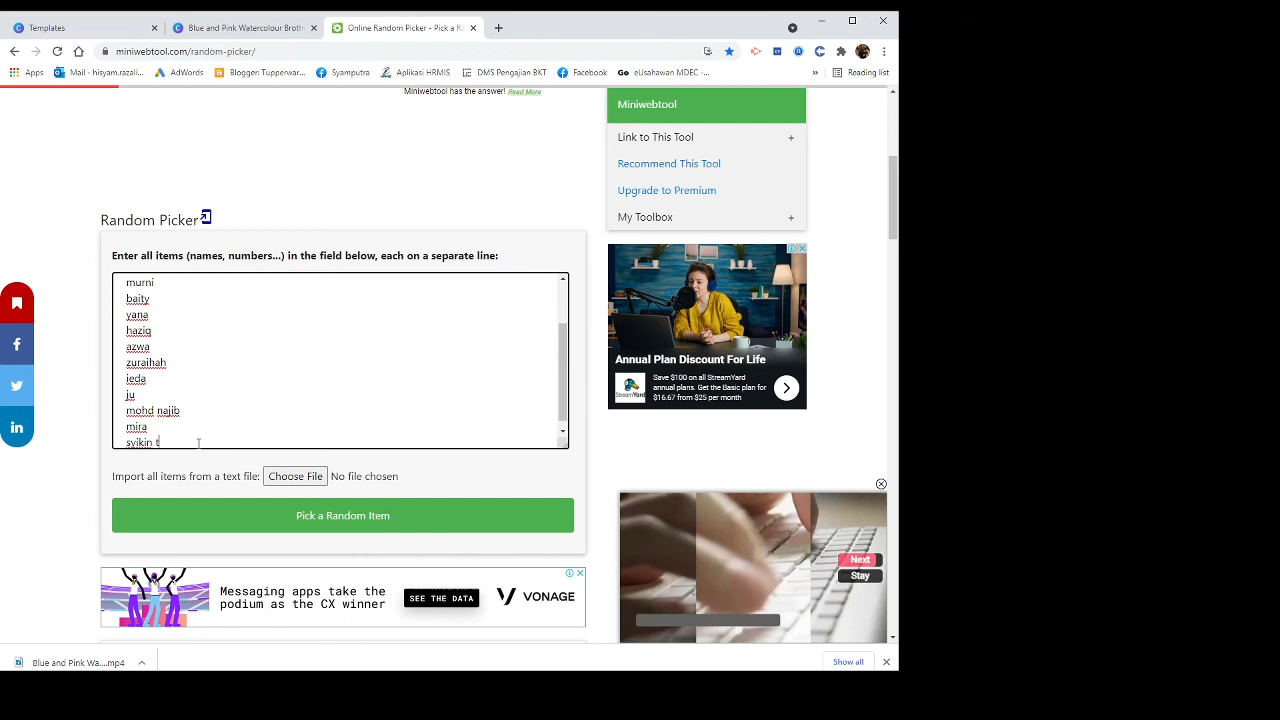 Templates
Blue and Pink Watercolour Broth
Online Random Picker - Pick a R
miniwebtool.com/random-picker/
Apps
Mail - hisyam.razali...
AdWords
Blogger: Tupperwar...
Syamputra
Aplikasi HRMIS
DMS Pengajian BKT
Facebook
Go eUsahawan MDEC -...
»
Reading list
Miniwebtool has the answer! Read More
Miniwebtool
Link to This Tool +
Recommend This Tool
Upgrade to Premium
My Toolbox +
Random Picker
Enter all items (names, numbers...) in the field below, each on a separate line:
murni
baity
yana
haziq
azwa
zuraihah
ieda
ju
mohd najib
mira
syikin t
Import all items from a text file: Choose File No file chosen
Pick a Random Item
Annual Plan Discount For Life
Save $100 on all StreamYard
annual plans. Get the Basic plan for
$16.67 from $25 per month
Next
Stay
Messaging apps take the
podium as the CX winner
SEE THE DATA
VONAGE
Blue and Pink Wa....mp4
Show all